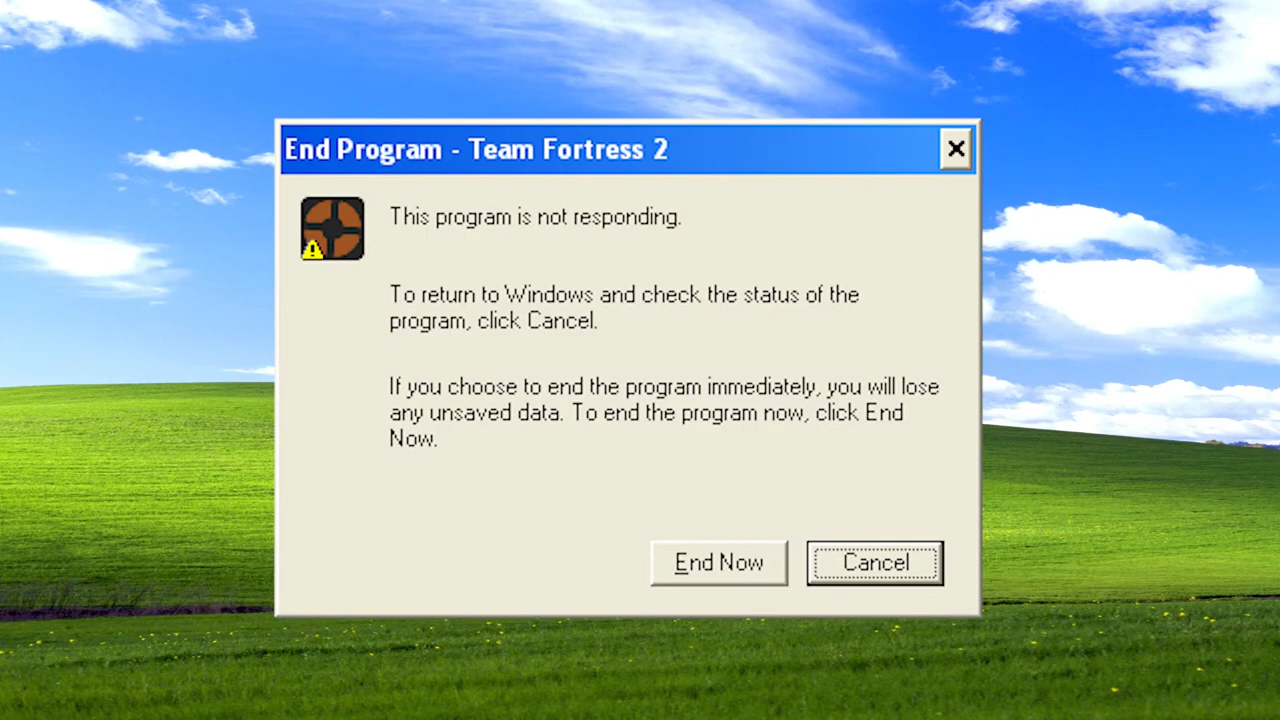 End Program - Team Fortress 2
This program is not responding.
To return to Windows and check the status of the
program, click Cancel.
If you choose to end the program immediately, you will lose
any unsaved data. To end the program now, click End
Now.
End Now
Cancel